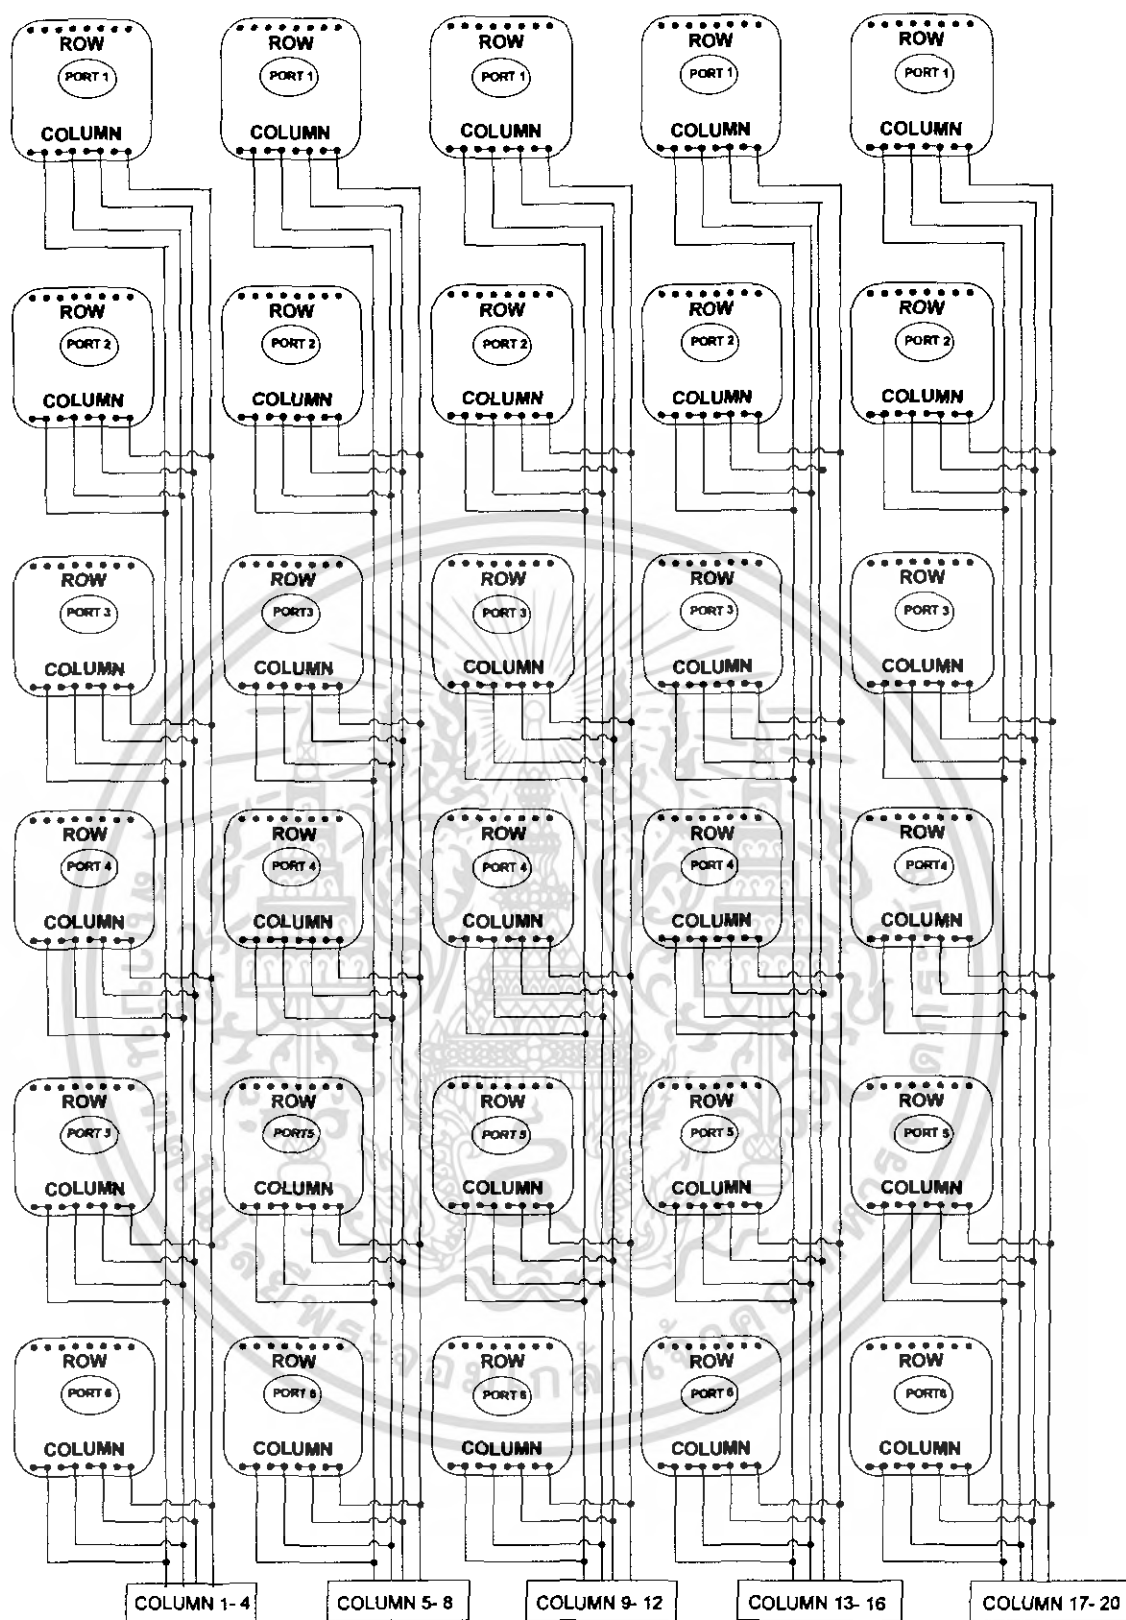 ROW ROW ROW ROW ROW
PORT 1 PORT 1 PORT 1 PORT 1 PORT 1
COLUMN COLUMN COLUMN COLUMN COLUMN
ROW ROW ROW ROW ROW
PORT 2 PORT 2 PORT 2 PORT 2 PORT 2
COLUMN COLUMN COLUMN COLUMN COLUMN
ROW ROW ROW ROW ROW
PORT 3 PORT3 PORT 3 PORT 3 PORT 3
COLUMN COLUMN COLUMN COLUMN COLUMN
ROW ROW ROW ROW ROW
PORT 4 PORT 4 PORT 4 PORT 4 PORT4
COLUMN COLUMN COLUMN COLUMN COLUMN
ROW ROW ROW ROW ROW
PORT 5 PORT5 PORT 5 PORT 5 PORT 5
COLUMN COLUMN COLUMN COLUMN COLUMN
ROW ROW ROW ROW ROW
PORT 6 PORT 6 PORT 6 PORT 6 PORT6
COLUMN COLUMN COLUMN COLUMN COLUMN
COLUMN 1- 4 COLUMN 5- 8 COLUMN 9- 12 COLUMN 13- 16 COLUMN 17- 20